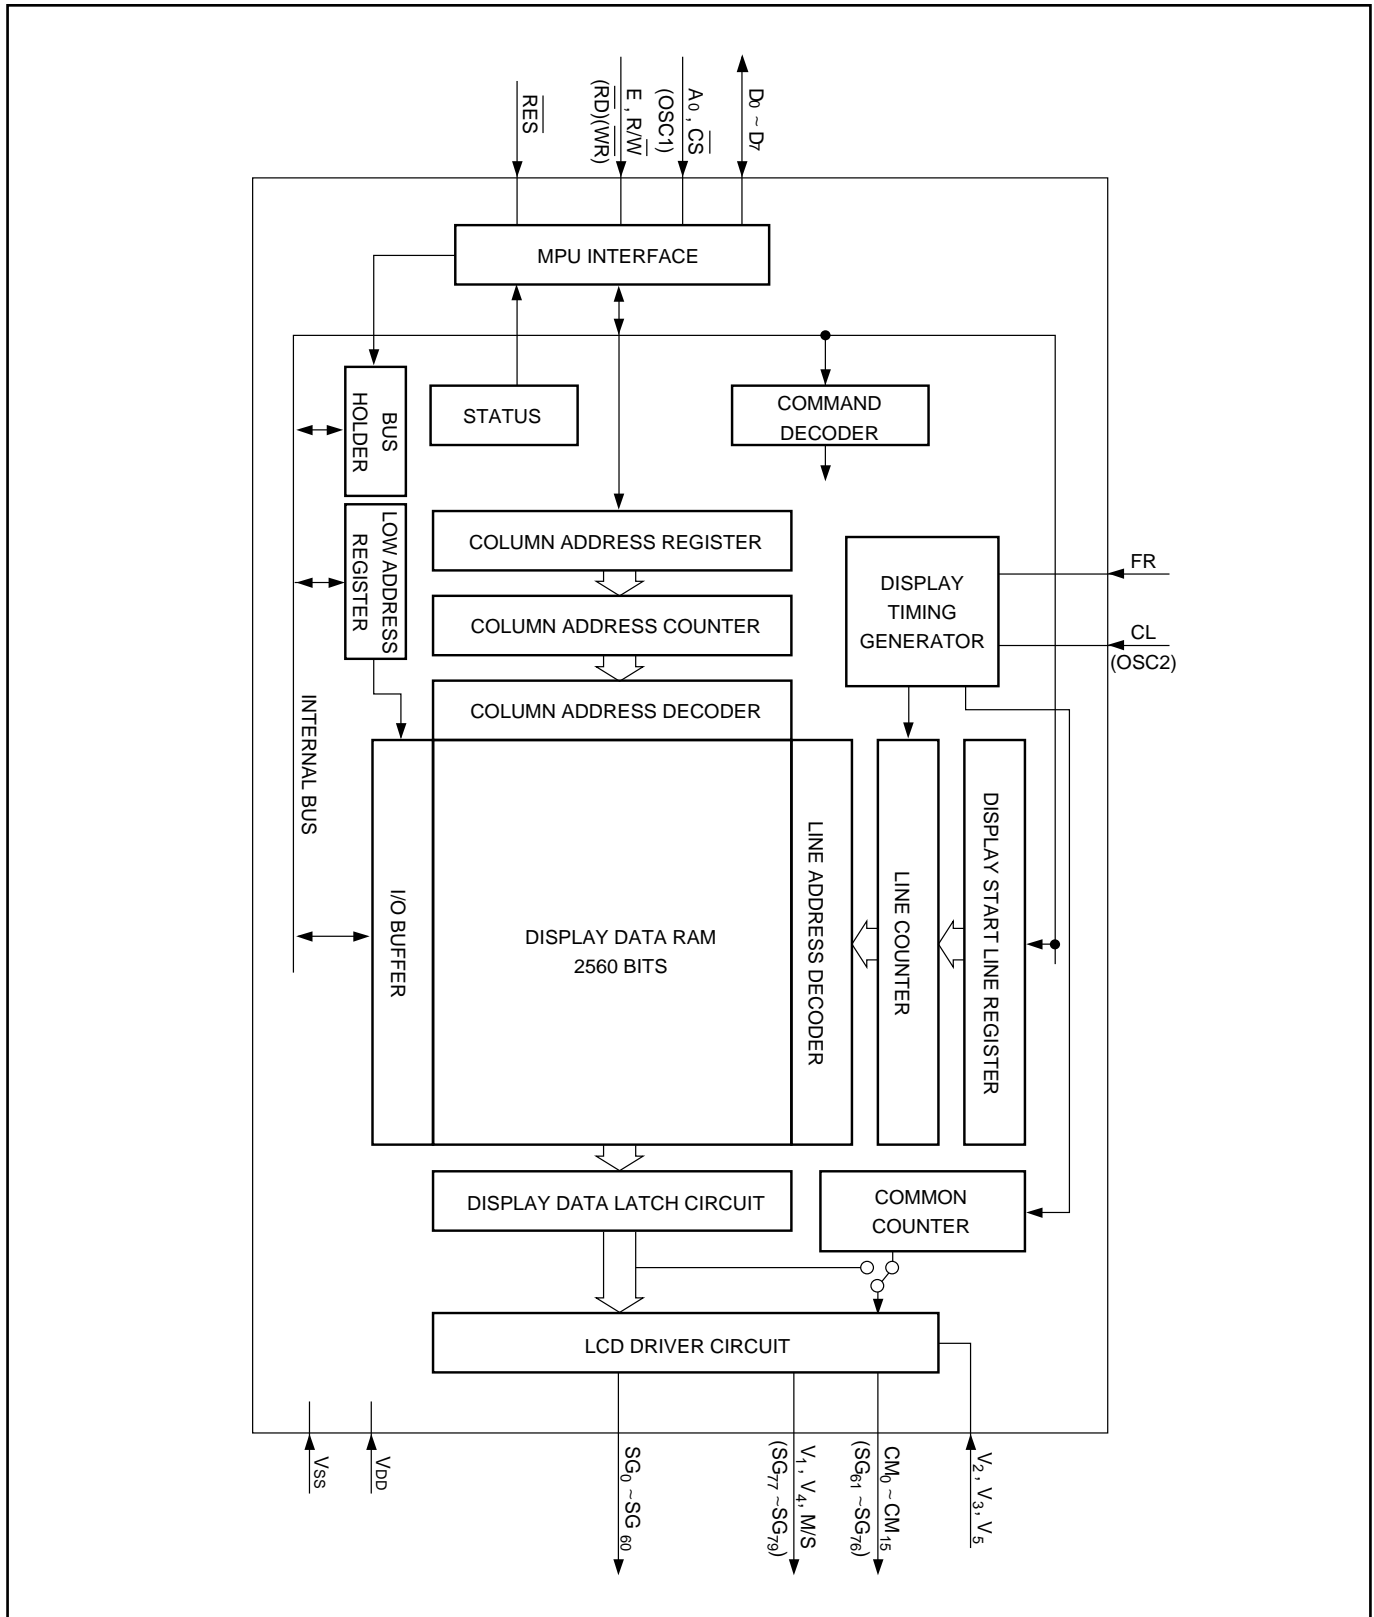 RES
E , R/W
(RD)(WR)
A0 , CS
(OSC1)
D0 ~ D7
MPU INTERFACE
BUS
HOLDER
STATUS
COMMAND
DECODER
LOW ADDRESS
REGISTER
COLUMN ADDRESS REGISTER
DISPLAY
TIMING
GENERATOR
FR
CL
(OSC2)
COLUMN ADDRESS COUNTER
COLUMN ADDRESS DECODER
INTERNAL BUS
I/O BUFFER
DISPLAY DATA RAM
2560 BITS
LINE ADDRESS DECODER
LINE COUNTER
DISPLAY START LINE REGISTER
DISPLAY DATA LATCH CIRCUIT
COMMON
COUNTER
LCD DRIVER CIRCUIT
VSS
VDD
SG0 ~SG 60
V1 , V4, M/S
(SG77 ~SG79)
CM0 ~ CM15
(SG61 ~SG76)
V2 , V3, V5